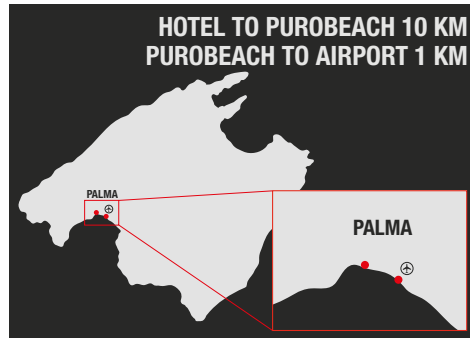 HOTEL TO PUROBEACH 10 KM
PUROBEACH TO AIRPORT 1 KM
PALMA
PALMA